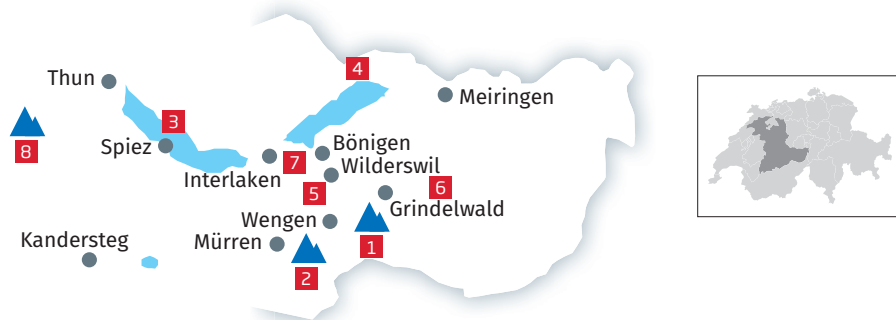 4
Thun
Meiringen
3
8
Spiez
Bönigen
7
Wilderswil
Interlaken
5
6
Grindelwald
Wengen
Kandersteg
Mürren
1
2